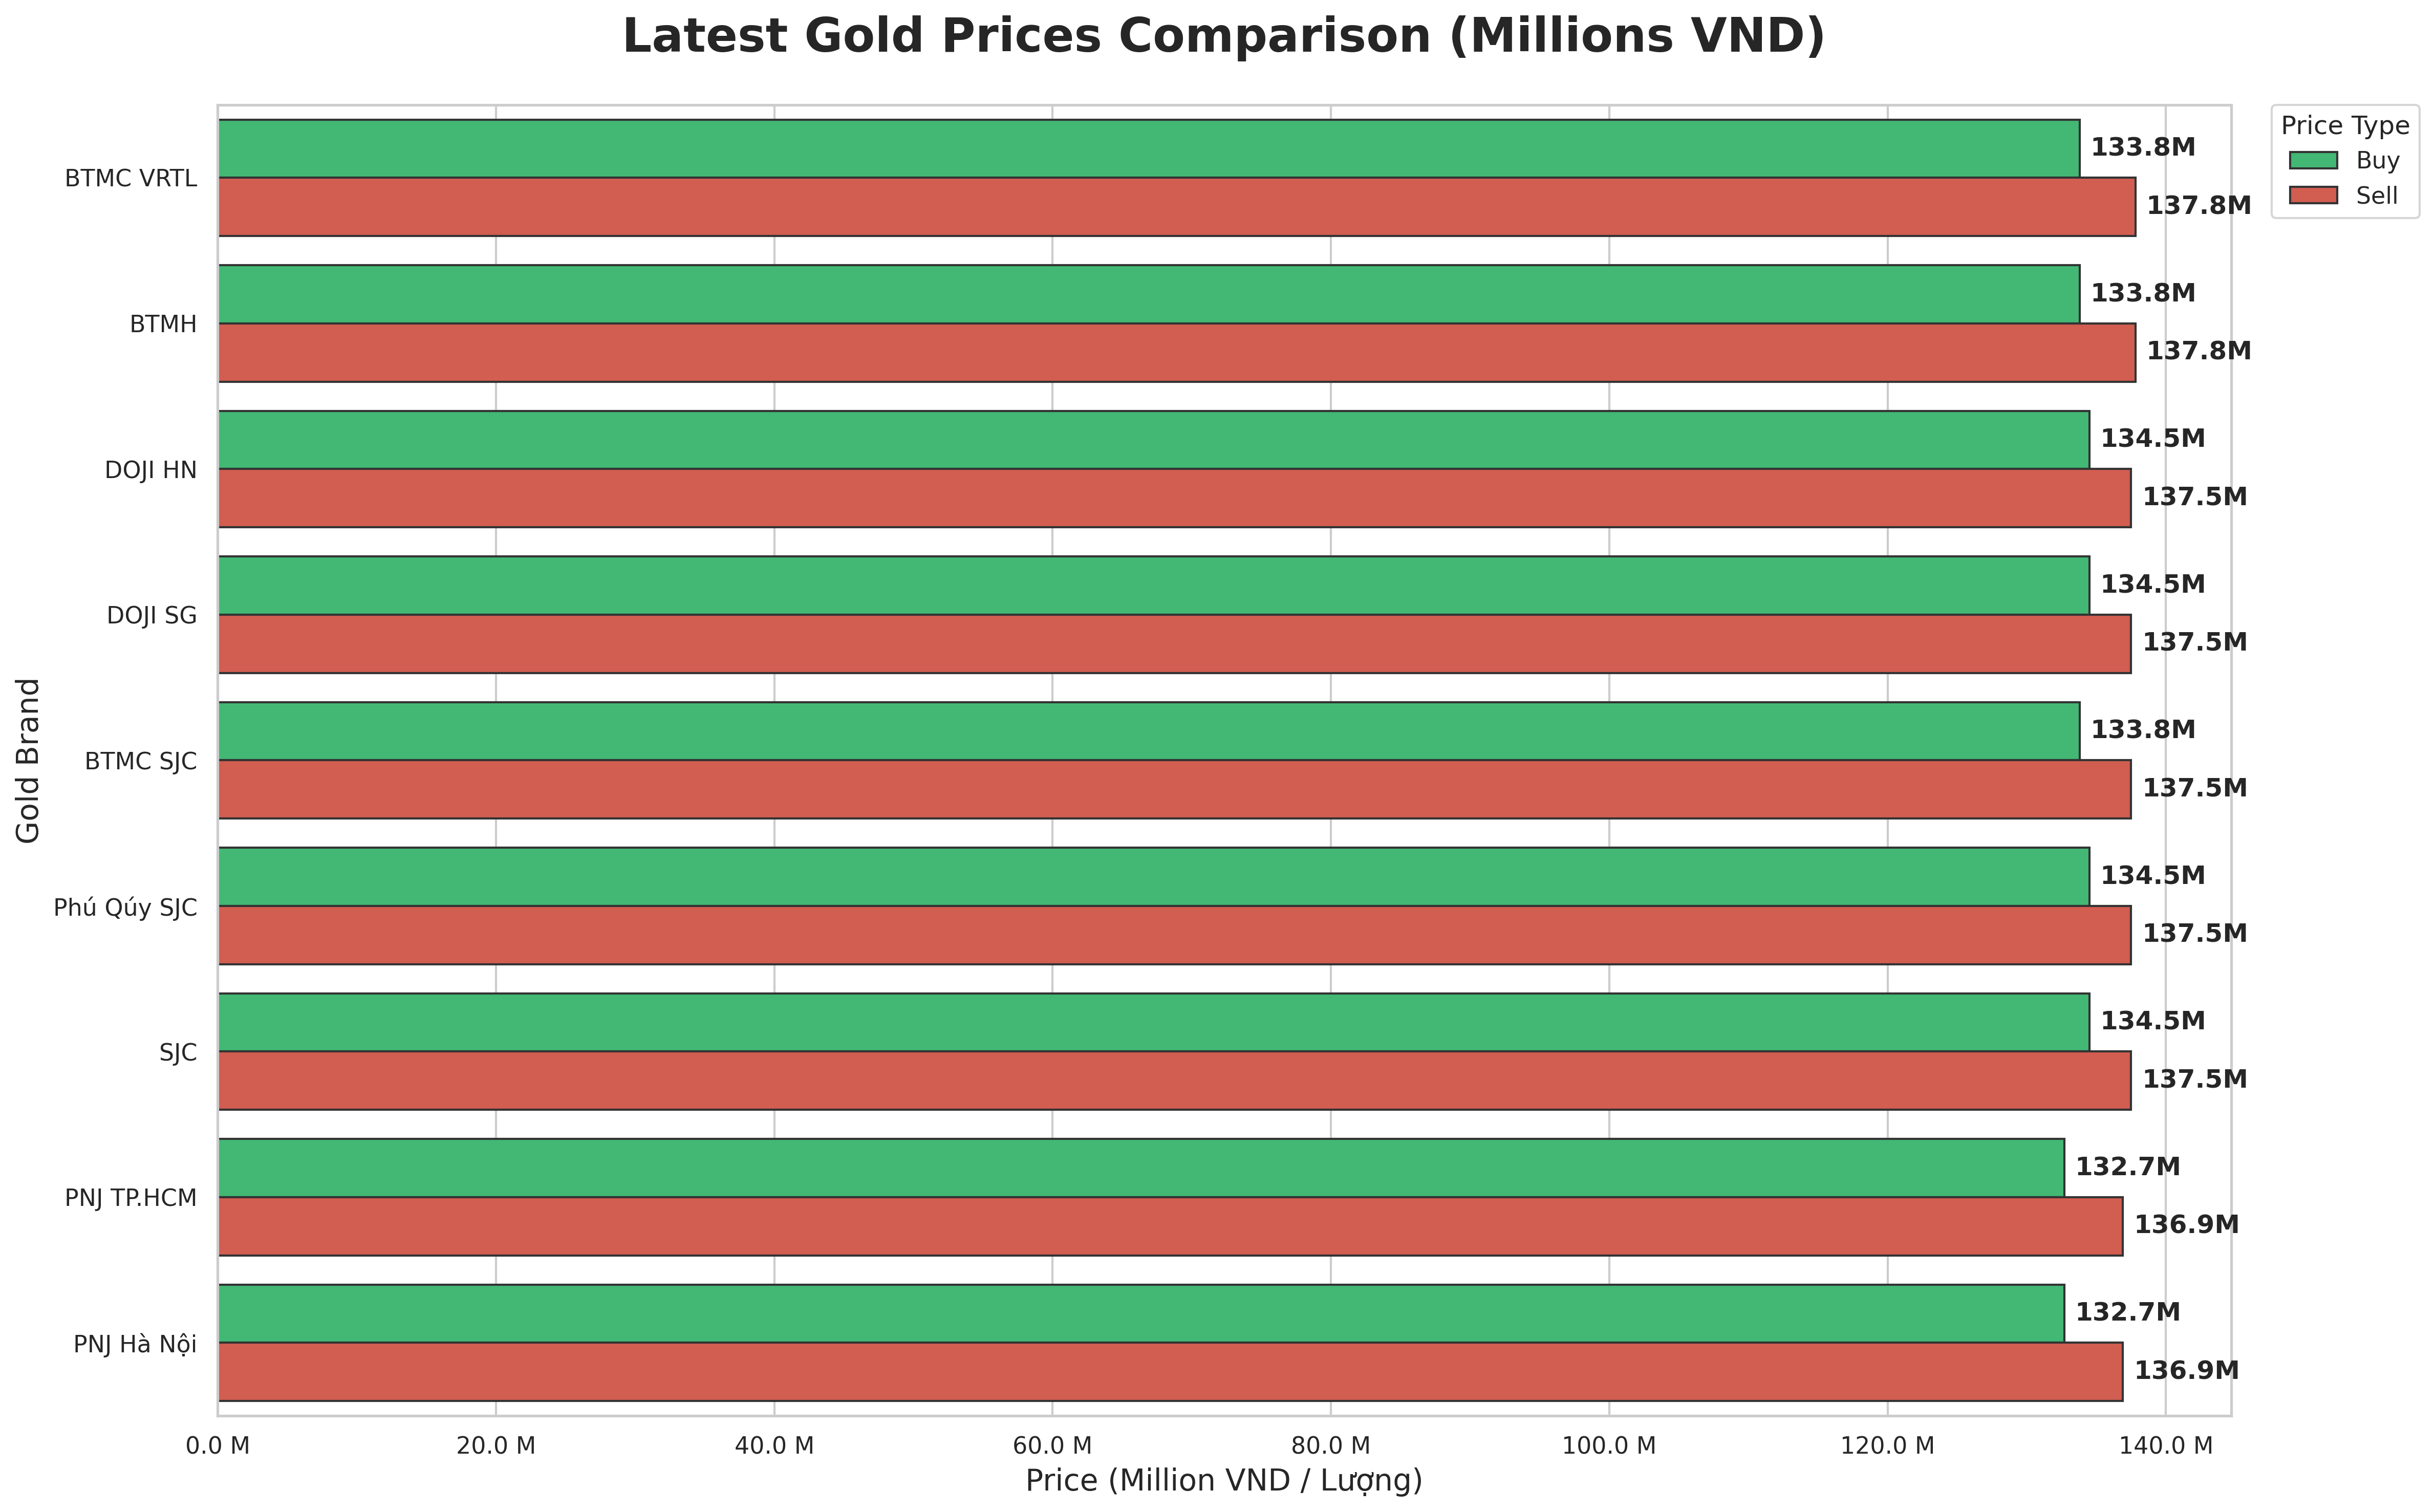 Latest Gold Prices Comparison (Millions VND)
Price Type
Buy
Sell
Gold Brand
BTMC VRTL
133.8M
137.8M
BTMH
133.8M
137.8M
DOJI HN
134.5M
137.5M
DOJI SG
134.5M
137.5M
BTMC SJC
133.8M
137.5M
Phú Qúy SJC
134.5M
137.5M
SJC
134.5M
137.5M
PNJ TP.HCM
132.7M
136.9M
PNJ Hà Nội
132.7M
136.9M
0.0 M 20.0 M 40.0 M 60.0 M 80.0 M 100.0 M 120.0 M 140.0 M
Price (Million VND / Lượng)